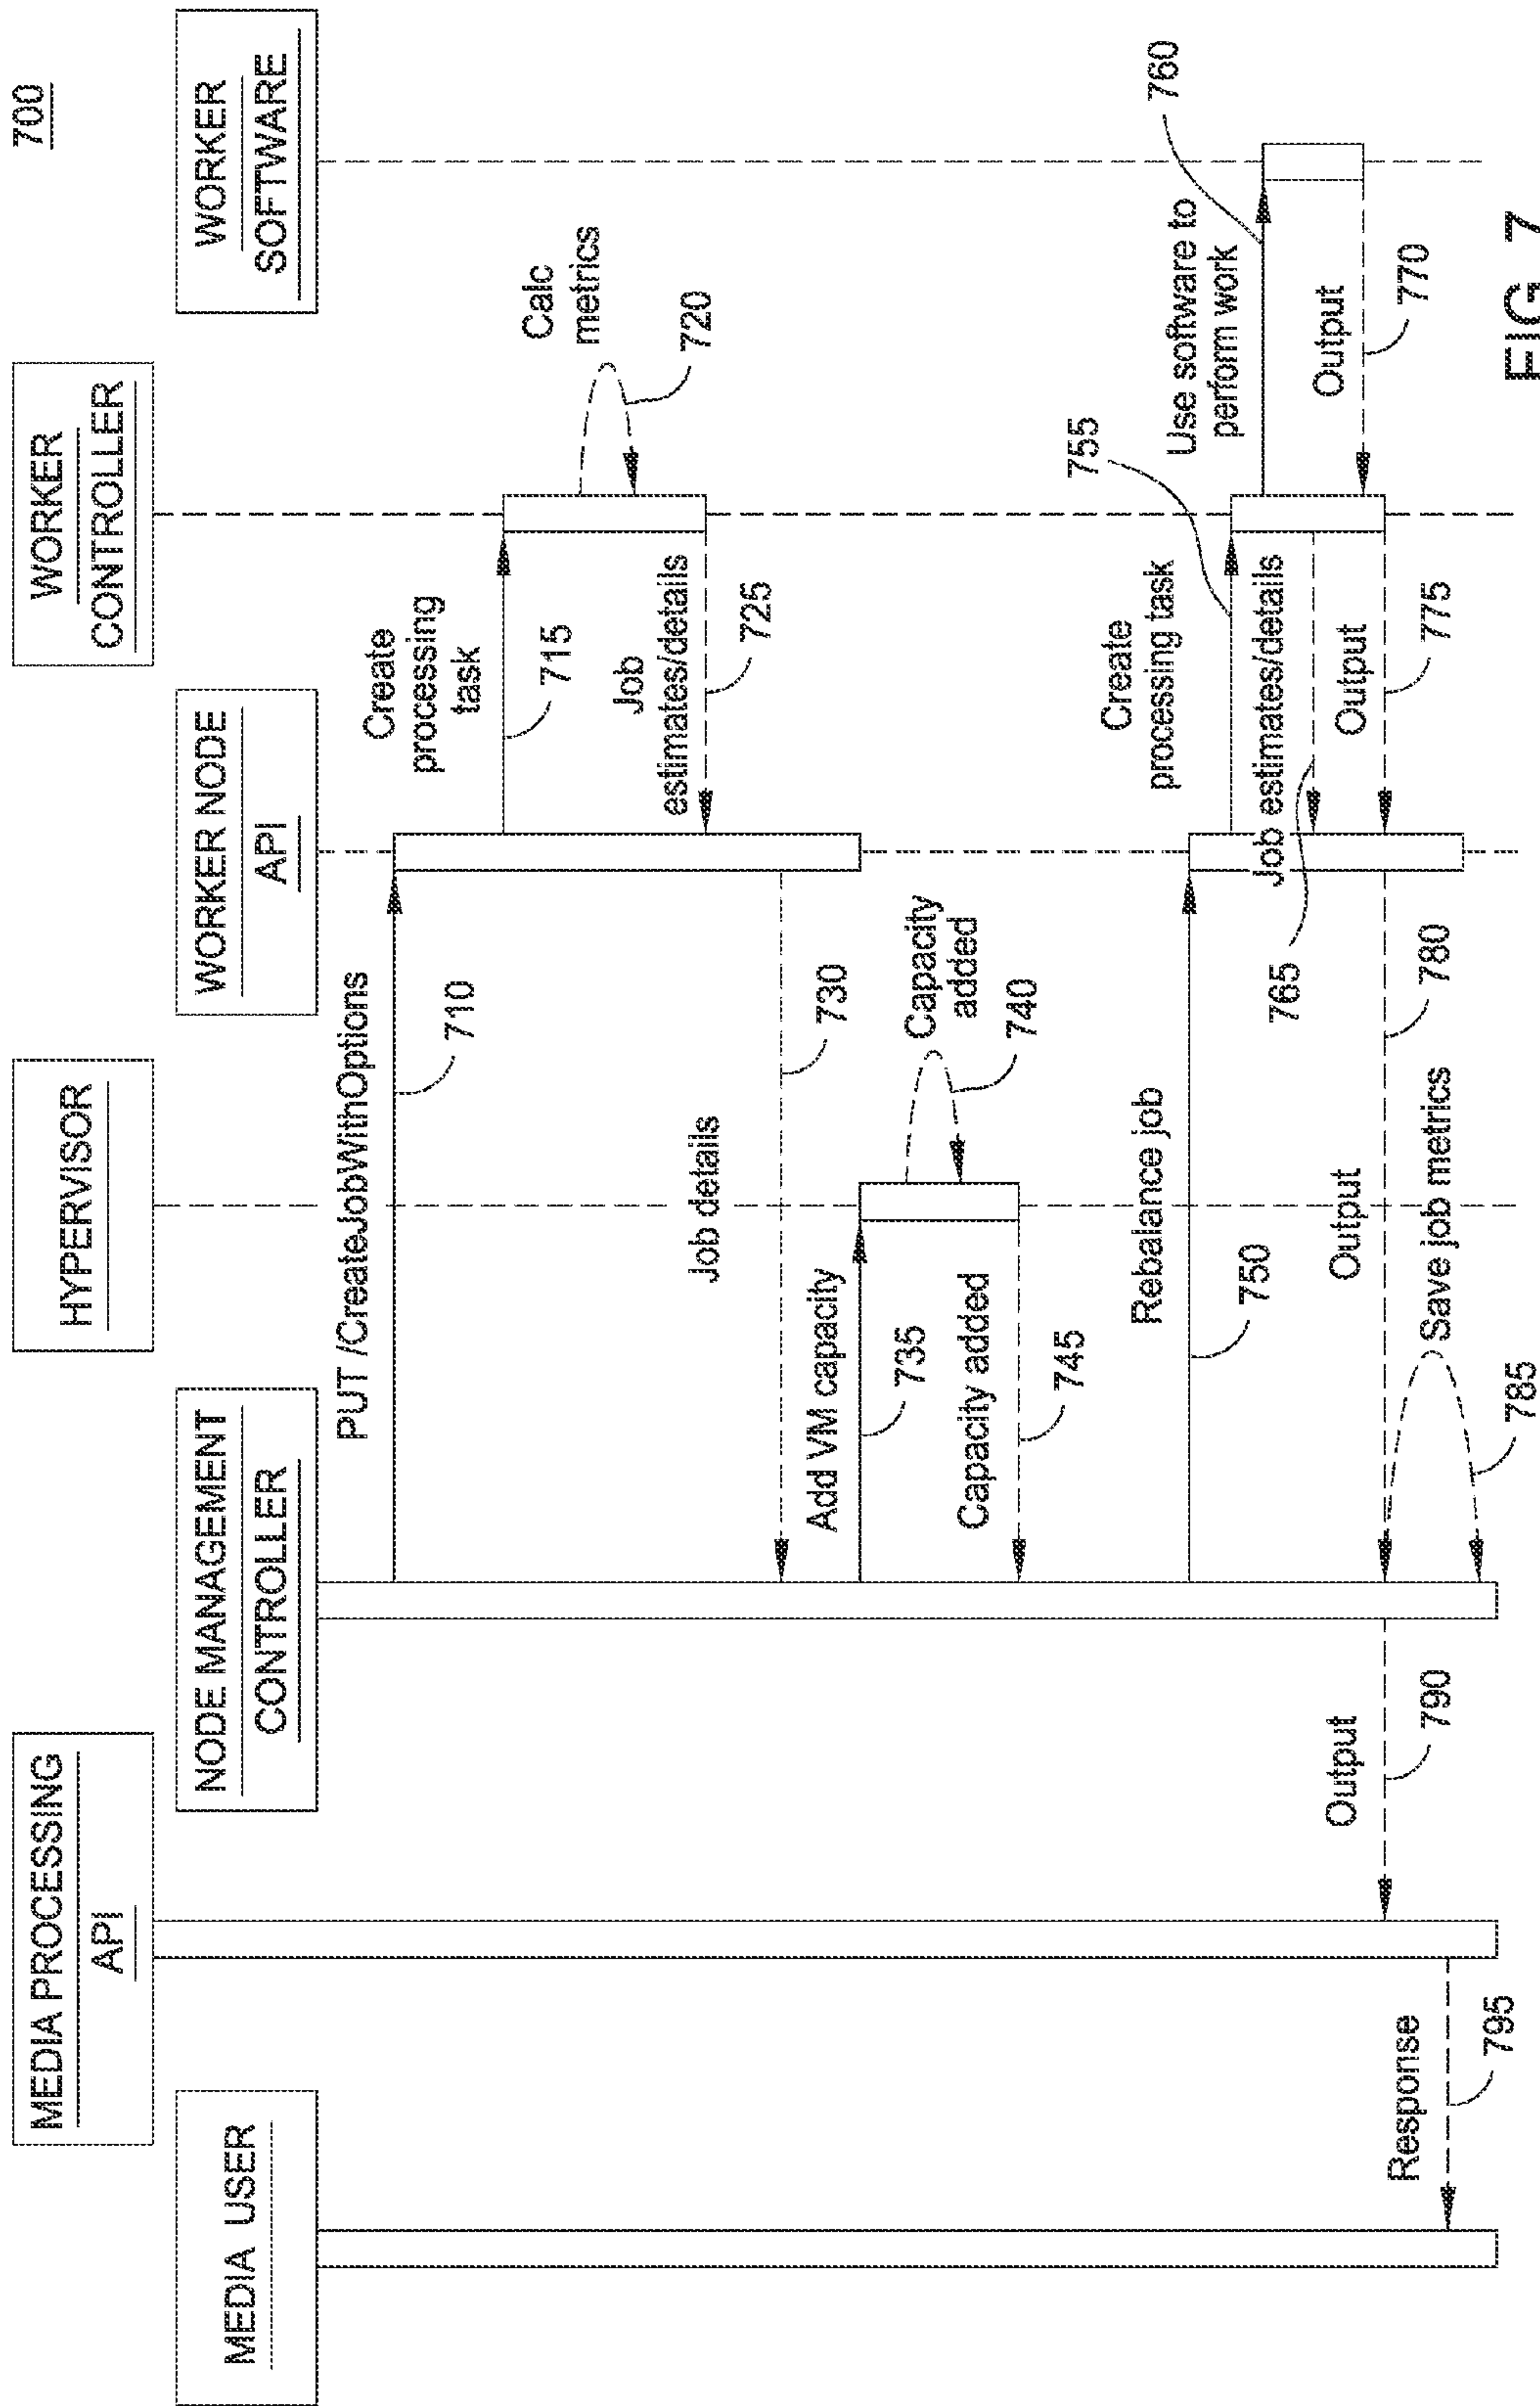 700
MEDIA USER
MEDIA PROCESSING
API
NODE MANAGEMENT
CONTROLLER
HYPERVISOR
WORKER NODE
API
WORKER
CONTROLLER
WORKER
SOFTWARE
PUT /CreateJobWithOptions
710
Create
processing
task
715
Calc
metrics
720
Job
estimates/details
725
Job details
730
Add VM capacity
735
Capacity
added
740
Capacity added
745
Rebalance job
750
Create
processing task
755
Use software to
perform work
760
Job estimates/details
765
Output
770
Output
775
Output
780
Save job metrics
785
Output
790
Response
795
FIG. 7